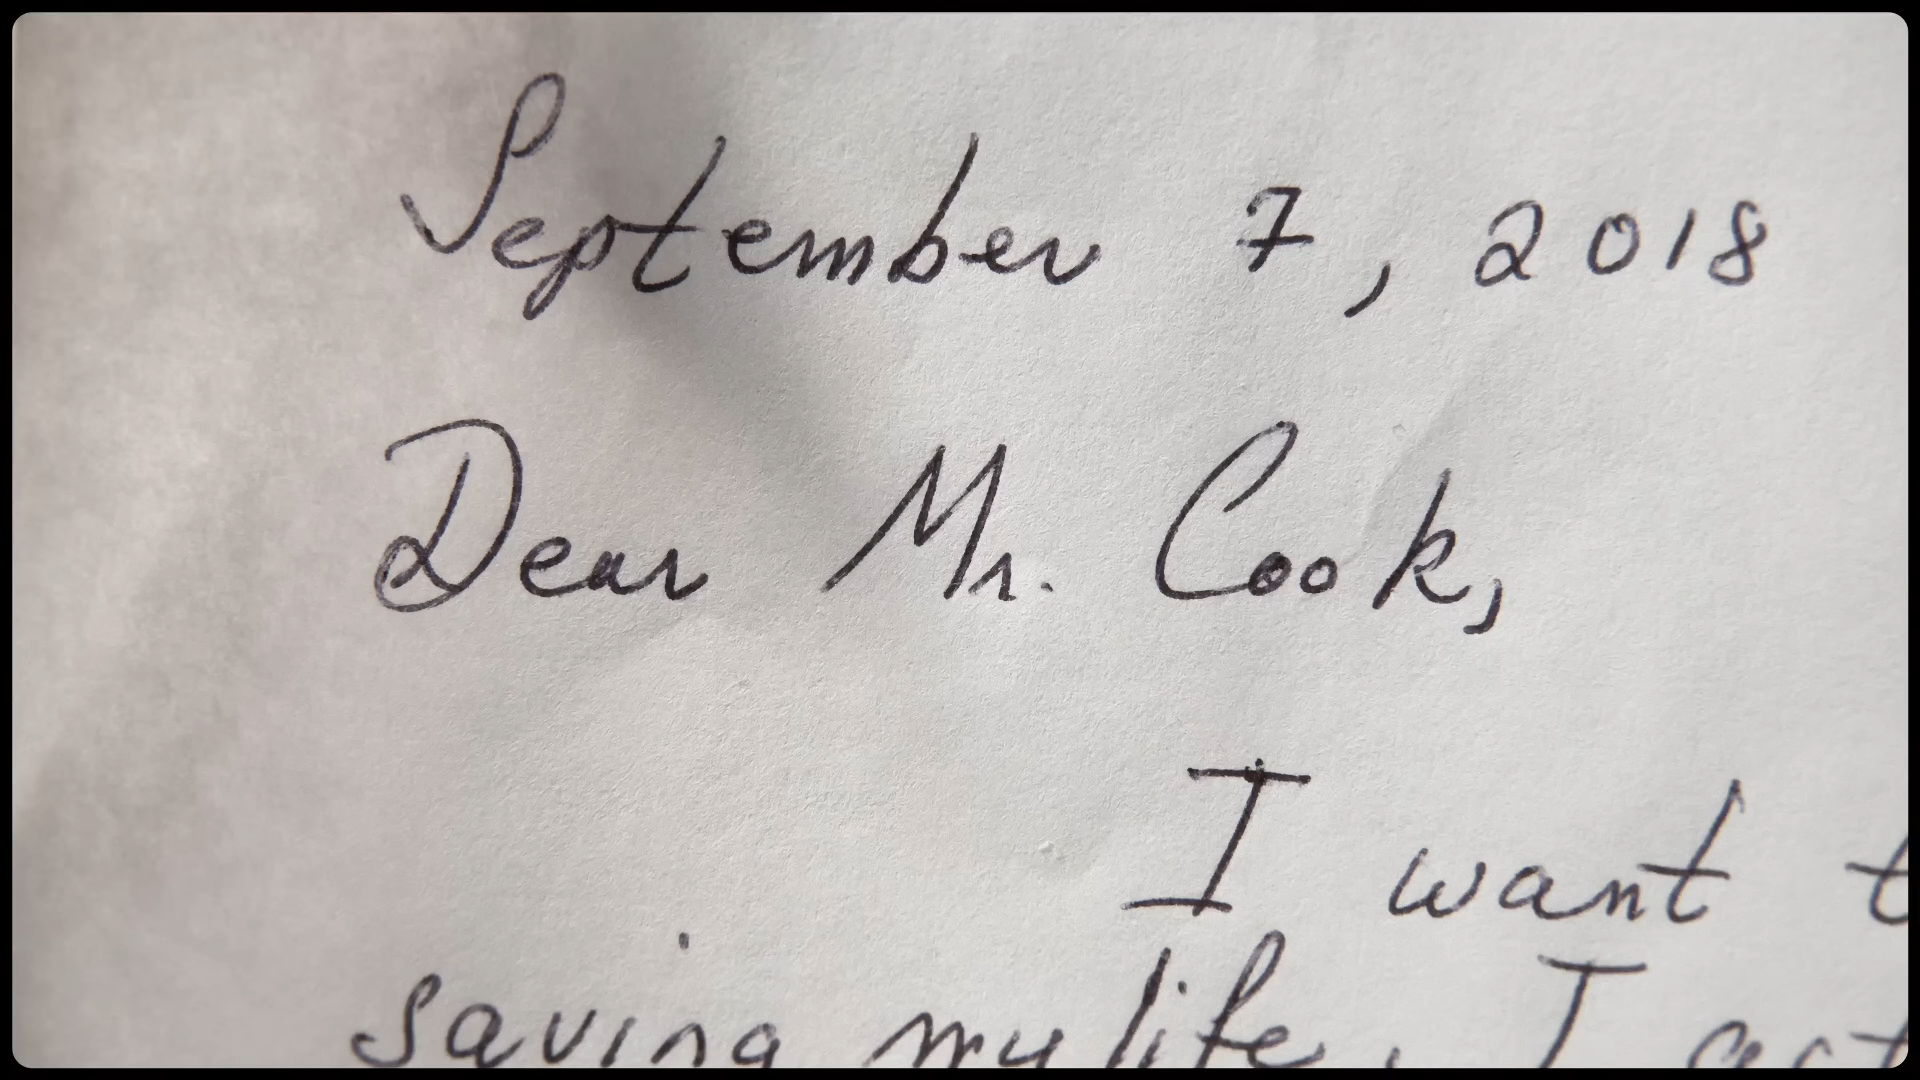 September 7, 2018
Dear Mr. Cook,
I want
saving my life. I